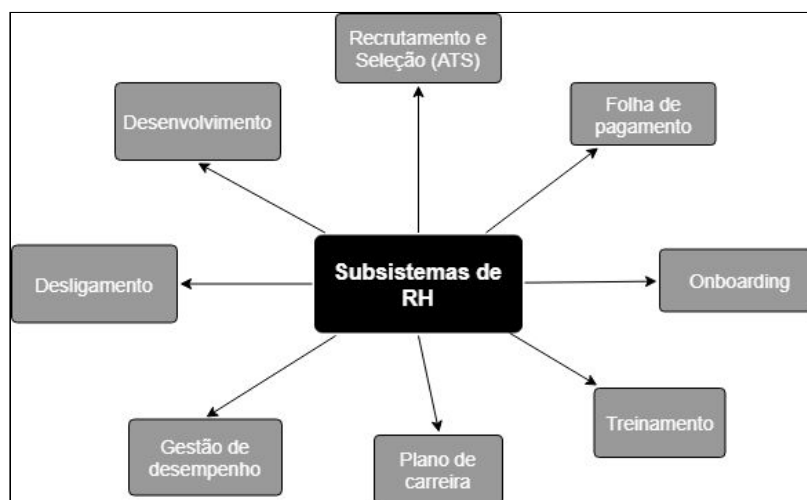 Recrutamento e
Seleção (ATS)
Desenvolvimento
Folha de
pagamento
Subsistemas de
RH
Desligamento
Onboarding
Treinamento
Gestão de
desempenho
Plano de
carreira